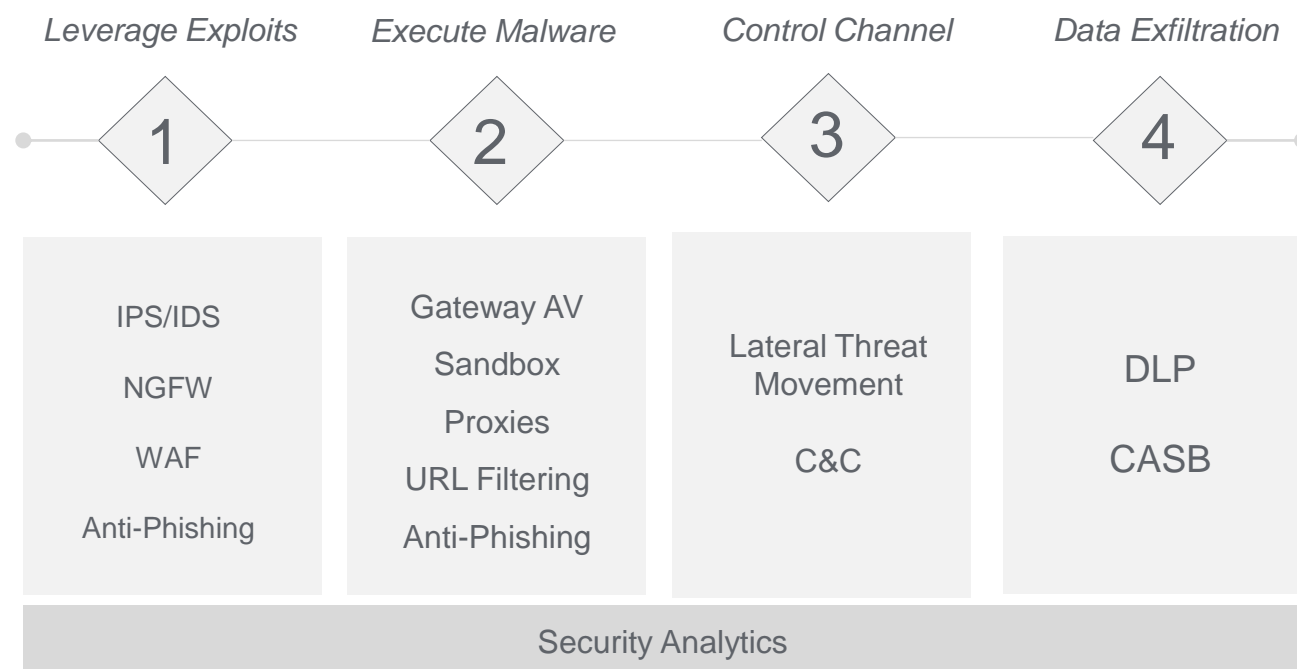 Leverage Exploits
Execute Malware
Control Channel
Data Exfiltration
1
2
3
4
IPS/IDS
NGFW
WAF
Anti-Phishing
Gateway AV
Sandbox
Proxies
URL Filtering
Anti-Phishing
Lateral Threat
Movement
C&C
DLP
CASB
Security Analytics